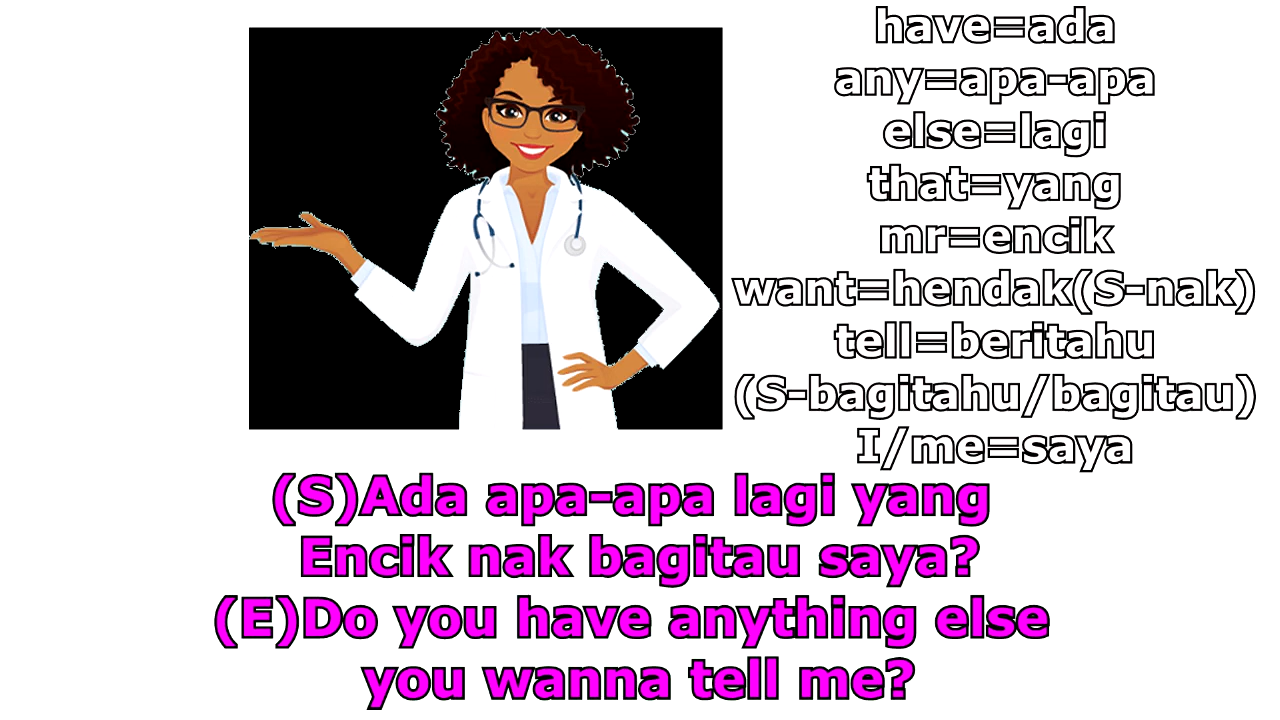 have=ada
any=apa-apa
else=lagi
that=yang
mr=encik
want=hendak(S-nak)
tell=beritahu
(S-bagitahu/bagitau)
I/me=saya
(S)Ada apa-apa lagi yang
Encik nak bagitau saya?
(E)Do you have anything else
you wanna tell me?